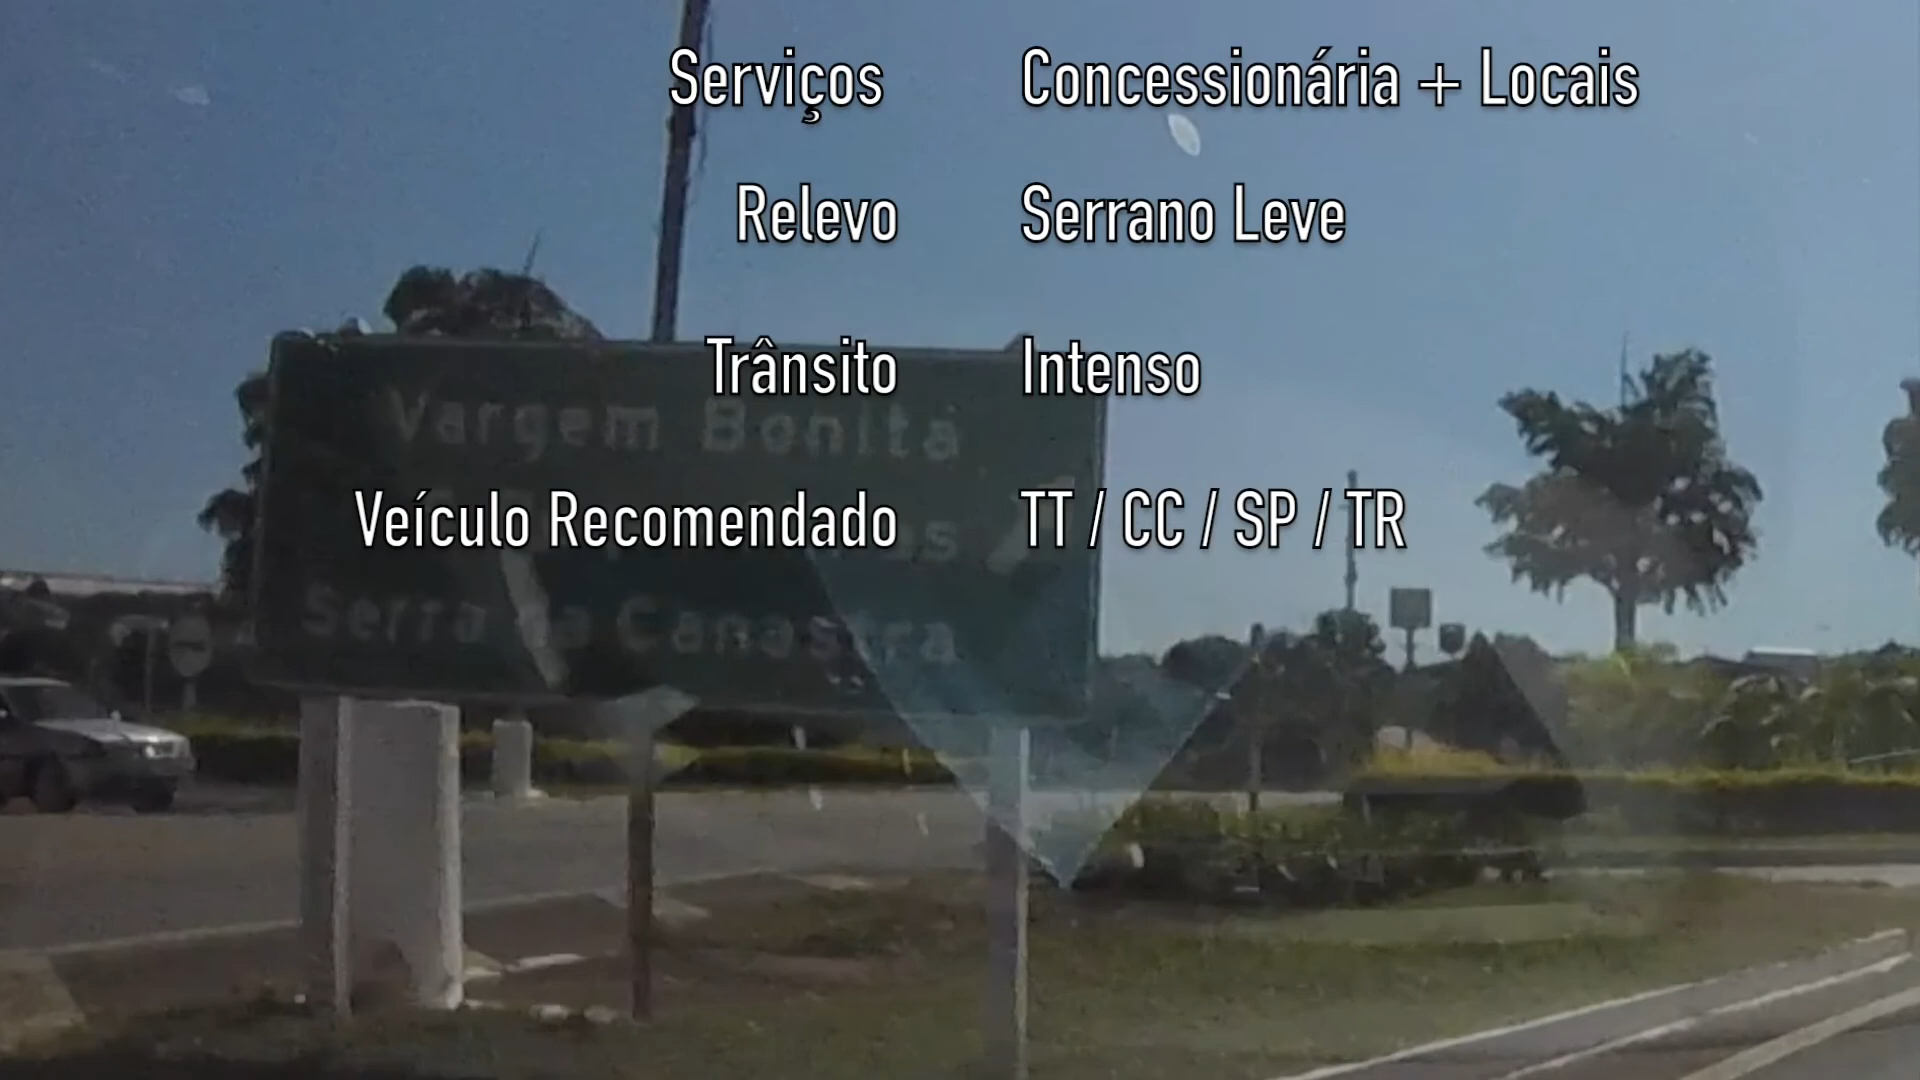 Serviços Concessionária + Locais
Relevo Serrano Leve
Trânsito Intenso
Veículo Recomendado TT / CC / SP / TR
Vargem Bonita
Serra da Canastra